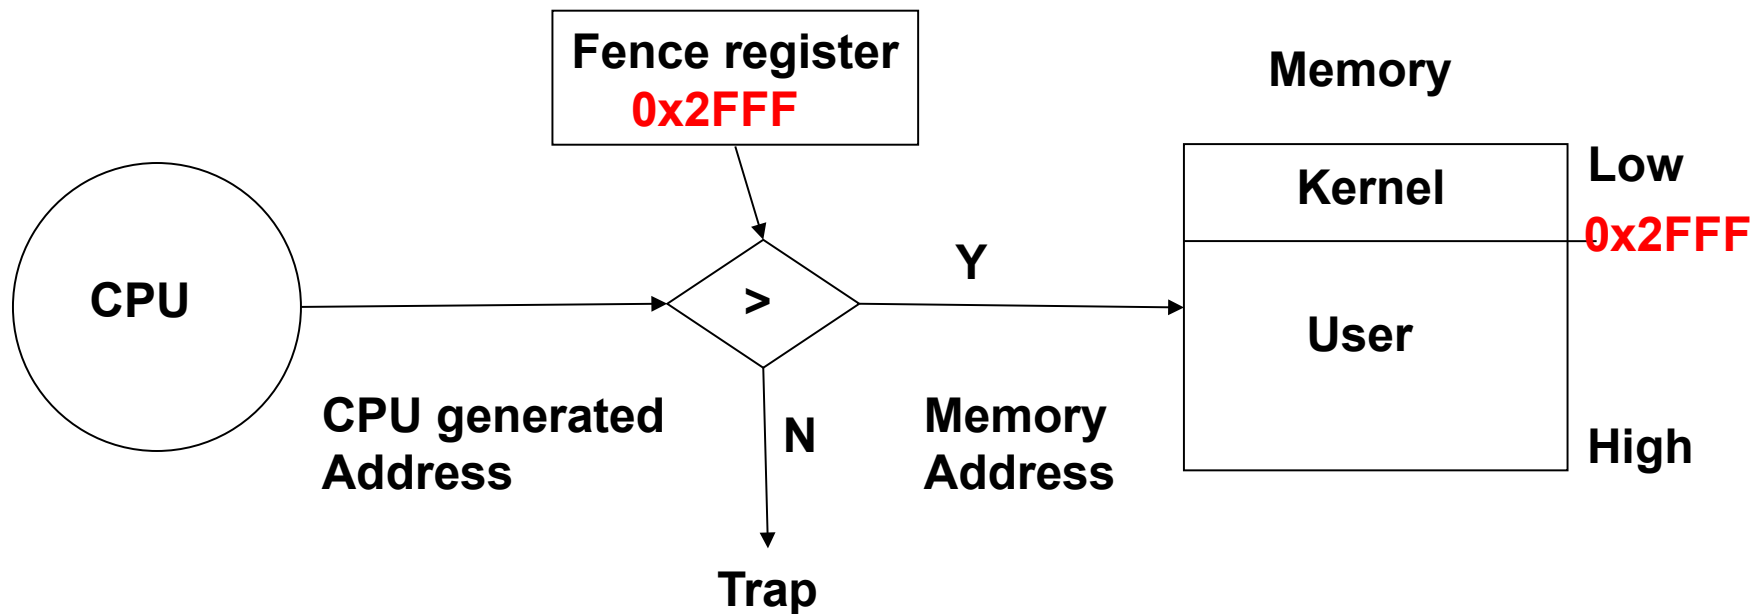 Fence register
0x2FFF
Memory
Low
Kernel
0x2FFF
Y
CPU
>
User
CPU generated
Address
N
Memory
Address
High
Trap